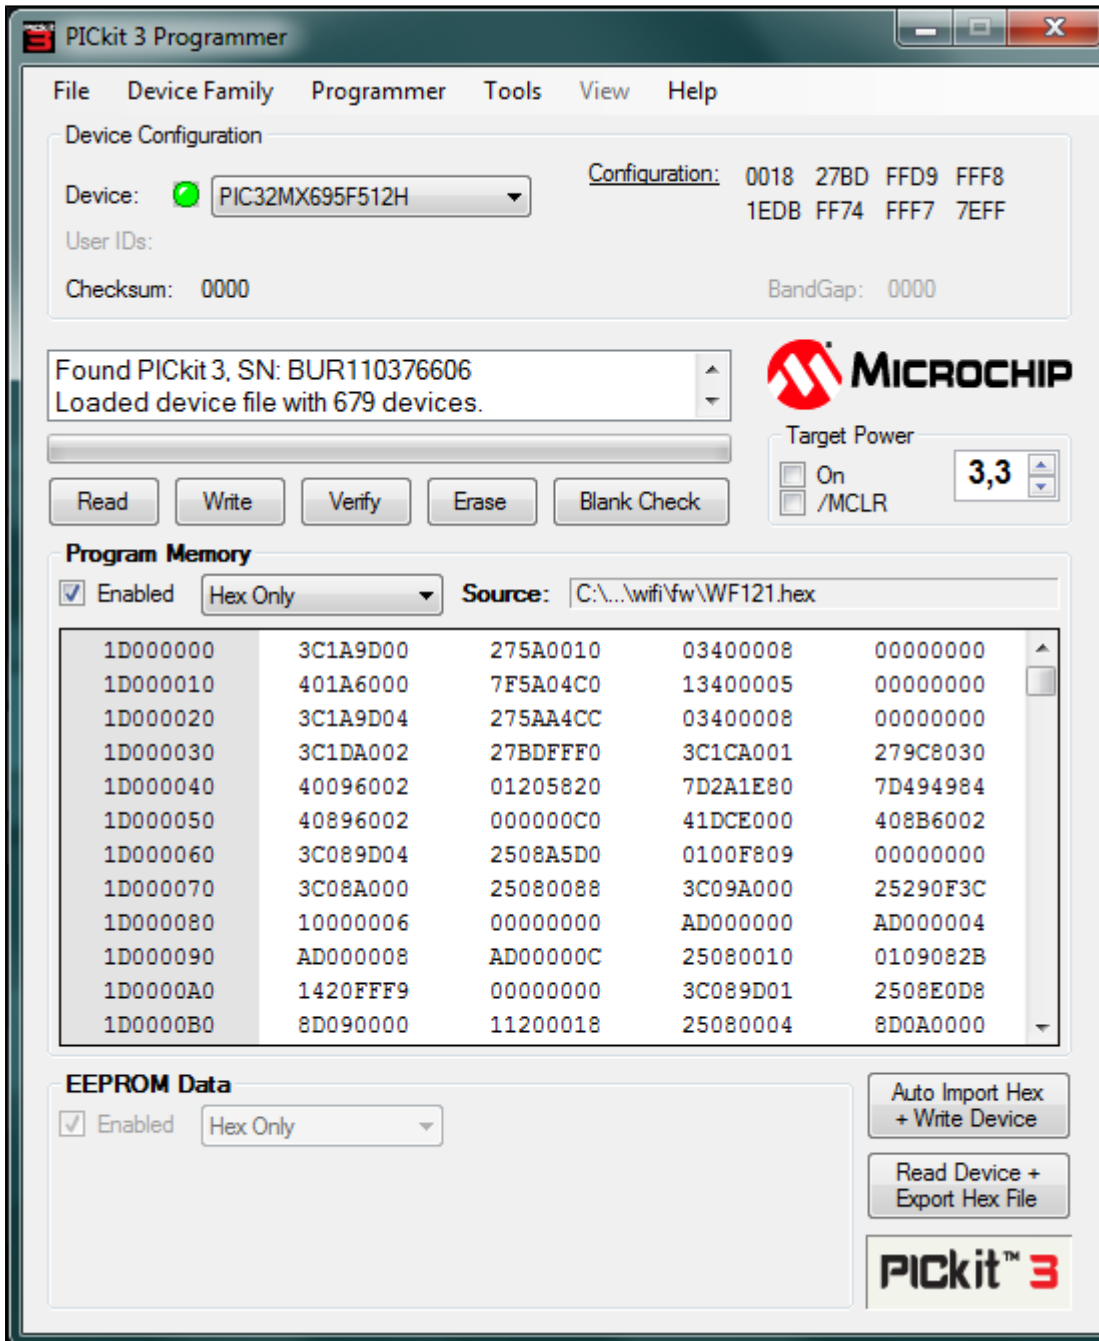 PICkit 3 Programmer
File Device Family Programmer Tools View Help
Device Configuration
Device: PIC32MX695F512H
Configuration: 0018 27BD FFD9 FFF8
1EDB FF74 FFF7 7EFF
User IDs:
Checksum: 0000
BandGap: 0000
Found PICkit 3, SN: BUR110376606
Loaded device file with 679 devices.
MICROCHIP
Target Power
On
/MCLR
3,3
Read Write Verify Erase Blank Check
Program Memory
Enabled Hex Only Source: C:\...\wifi\fw\WF121.hex
1D000000 3C1A9D00 275A0010 03400008 00000000
1D000010 401A6000 7F5A04C0 13400005 00000000
1D000020 3C1A9D04 275AA4CC 03400008 00000000
1D000030 3C1DA002 27BDFFF0 3C1CA001 279C8030
1D000040 40096002 01205820 7D2A1E80 7D494984
1D000050 40896002 000000C0 41DCE000 408B6002
1D000060 3C089D04 2508A5D0 0100F809 00000000
1D000070 3C08A000 25080088 3C09A000 25290F3C
1D000080 10000006 00000000 AD000000 AD000004
1D000090 AD000008 AD00000C 25080010 0109082B
1D0000A0 1420FFF9 00000000 3C089D01 2508E0D8
1D0000B0 8D090000 11200018 25080004 8D0A0000
EEPROM Data
Enabled Hex Only
Auto Import Hex
+ Write Device
Read Device +
Export Hex File
PICkit™ 3